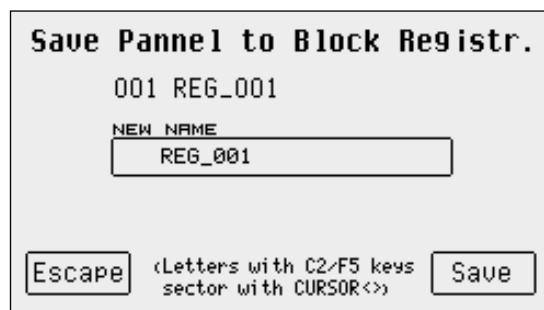 Save Pannel to Block Registr.
001 REG_001
NEW NAME
REG_001
Escape
(Letters with C2/F5 keys
sector with CURSOR<>)
Save